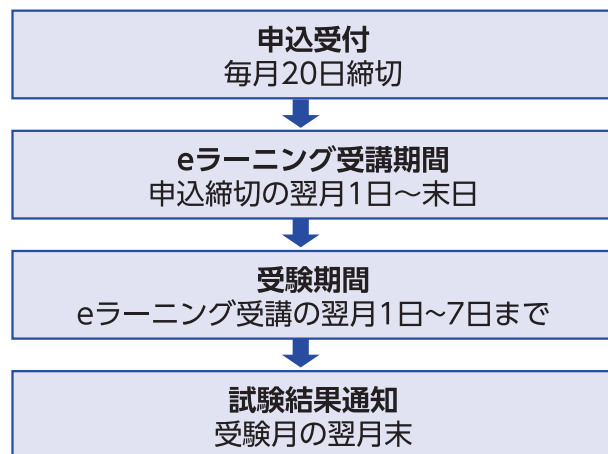 申込受付
毎月20日締切
eラーニング受講期間
申込締切の翌月1日～末日
受験期間
eラーニング受講の翌月1日~7日まで
試験結果通知
受験月の翌月末